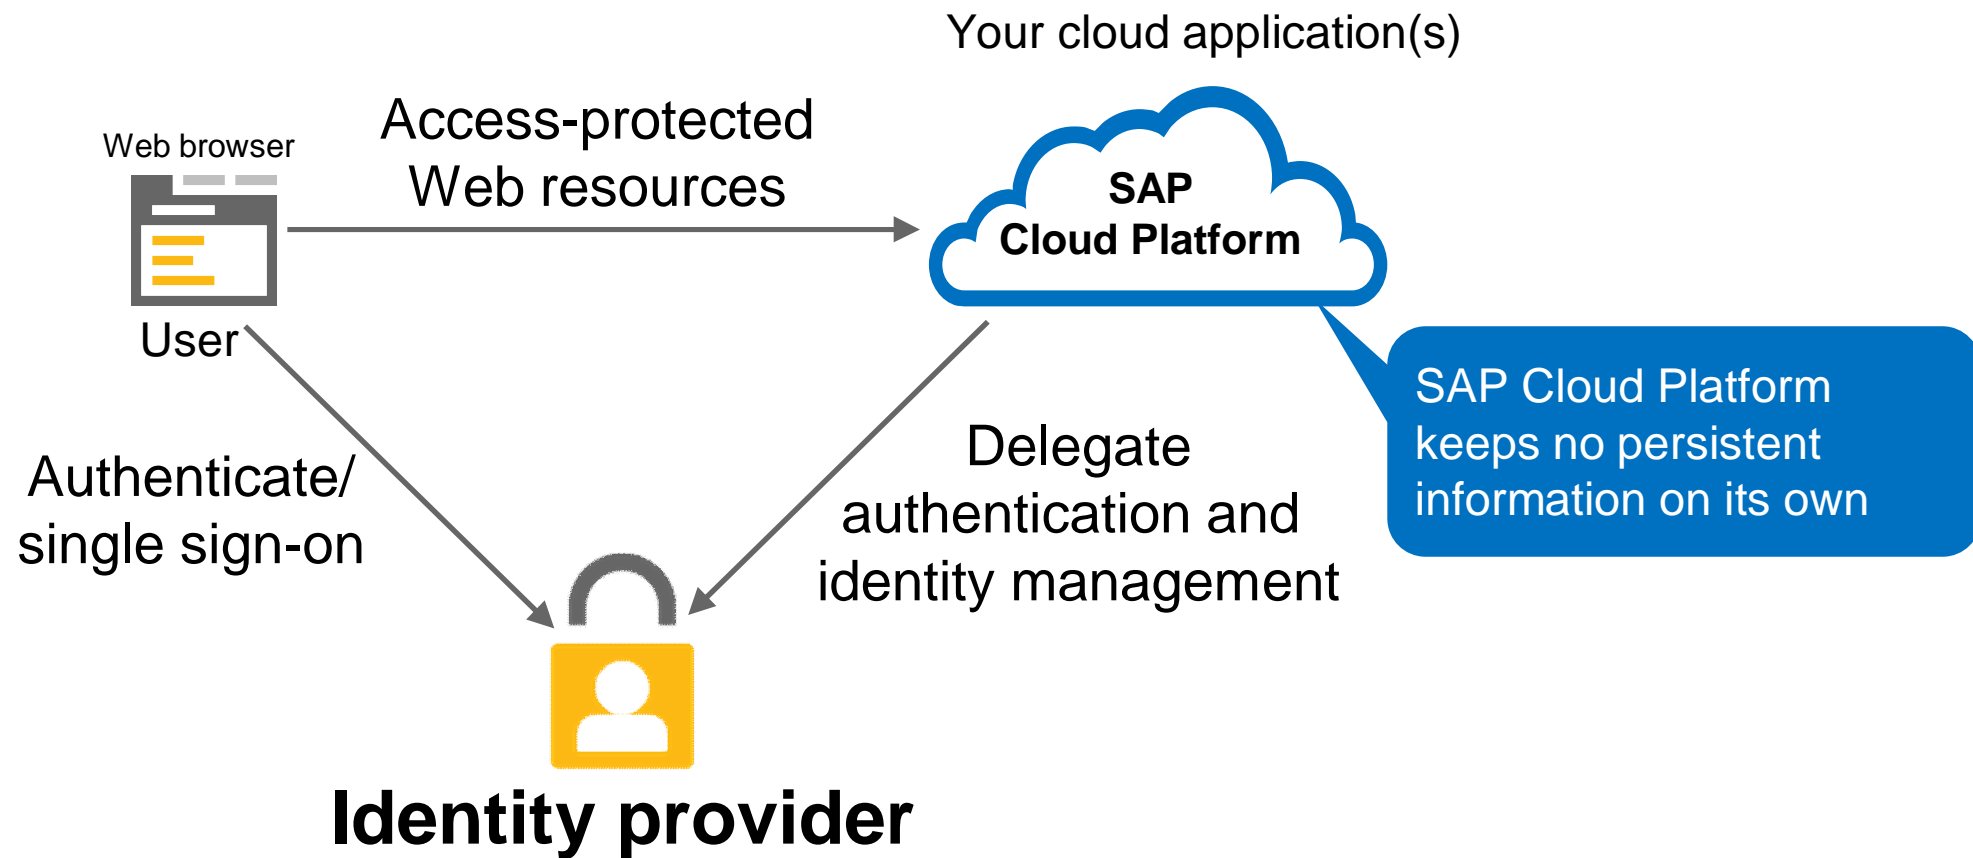 Your cloud application(s)
Access-protected
Web resources
Web browser
SAP
Cloud Platform
User
SAP Cloud Platform
keeps no persistent
information on its own
Authenticate/
single sign-on
Delegate
authentication and
identity management
Identity provider